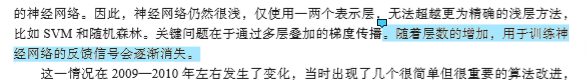 的神经网络。因此，神经网络仍然很浅，仅使用一两个表示层，无法超越更为精确的浅层方法，
比如 SVM 和随机森林。关键问题在于通过多层叠加的梯度传播。随着层数的增加，用于训练神
经网络的反馈信号会逐渐消失。
这一情况在 2009—2010 年左右发生了变化，当时出现了几个很简单但很重要的算法改进，